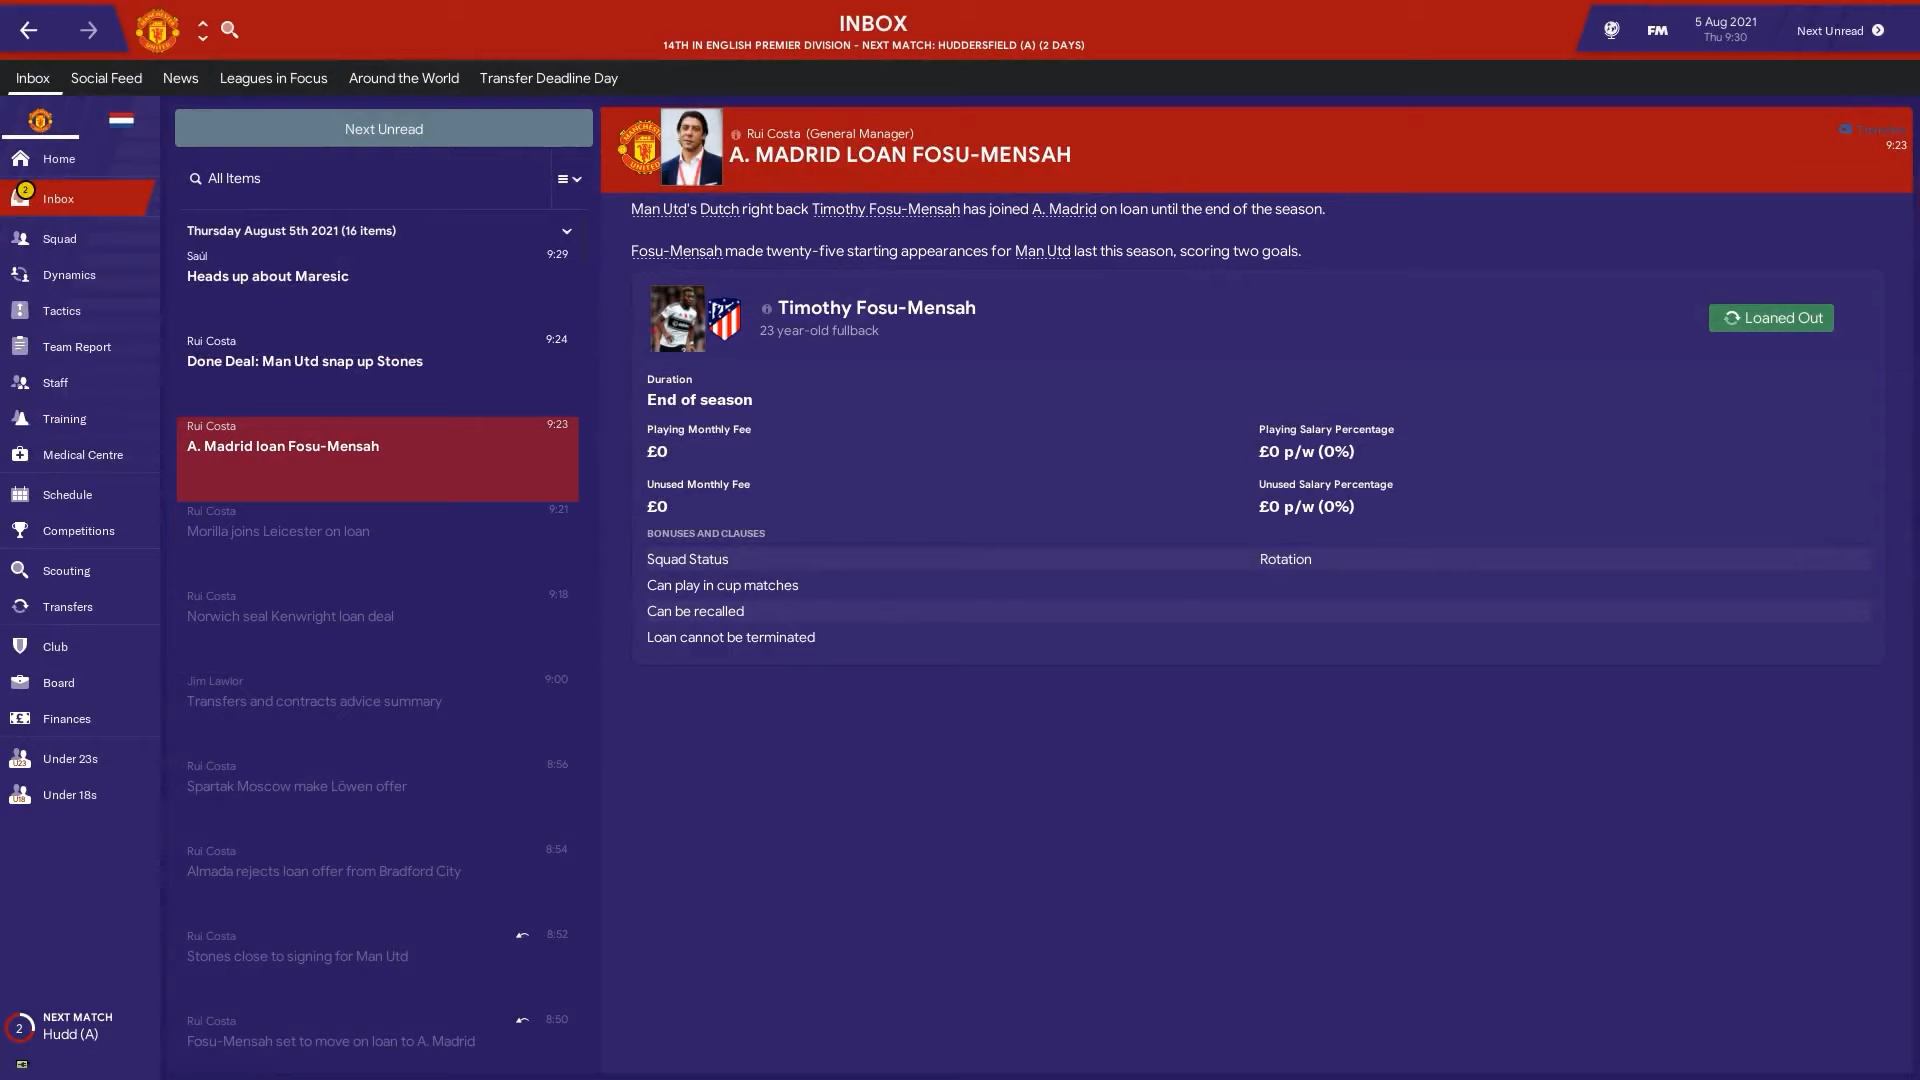 INBOX
14TH IN ENGLISH PREMIER DIVISION - NEXT MATCH: HUDDERSFIELD (A) (2 DAYS)
FM
5 Aug 2021
Thu 9:30
Next Unread
Inbox
Social Feed
News
Leagues in Focus
Around the World
Transfer Deadline Day
Home
2
Inbox
Squad
Dynamics
Tactics
Team Report
Staff
Training
Medical Centre
Schedule
Competitions
Scouting
Transfers
Club
Board
Finances
U23
Under 23s
U18
Under 18s
2
NEXT MATCH
Hudd (A)
Next Unread
All Items
Thursday August 5th 2021 (16 items)
Saúl 9:29
Heads up about Maresic
Rui Costa 9:24
Done Deal: Man Utd snap up Stones
Rui Costa 9:23
A. Madrid loan Fosu-Mensah
Rui Costa 9:21
Morilla joins Leicester on loan
Rui Costa 9:18
Norwich seal Kenwright loan deal
Jim Lawlor 9:00
Transfers and contracts advice summary
Rui Costa 8:56
Spartak Moscow make Löwen offer
Rui Costa 8:54
Almada rejects loan offer from Bradford City
Rui Costa 8:52
Stones close to signing for Man Utd
Rui Costa 8:50
Fosu-Mensah set to move on loan to A. Madrid
MANCHESTER
UNITED
Rui Costa (General Manager)
A. MADRID LOAN FOSU-MENSAH
9:23
Man Utd's Dutch right back Timothy Fosu-Mensah has joined A. Madrid on loan until the end of the season.
Fosu-Mensah made twenty-five starting appearances for Man Utd last this season, scoring two goals.
Timothy Fosu-Mensah
23 year-old fullback
Loaned Out
Duration
End of season
Playing Monthly Fee
£0
Playing Salary Percentage
£0 p/w (0%)
Unused Monthly Fee
£0
Unused Salary Percentage
£0 p/w (0%)
BONUSES AND CLAUSES
Squad Status Rotation
Can play in cup matches
Can be recalled
Loan cannot be terminated